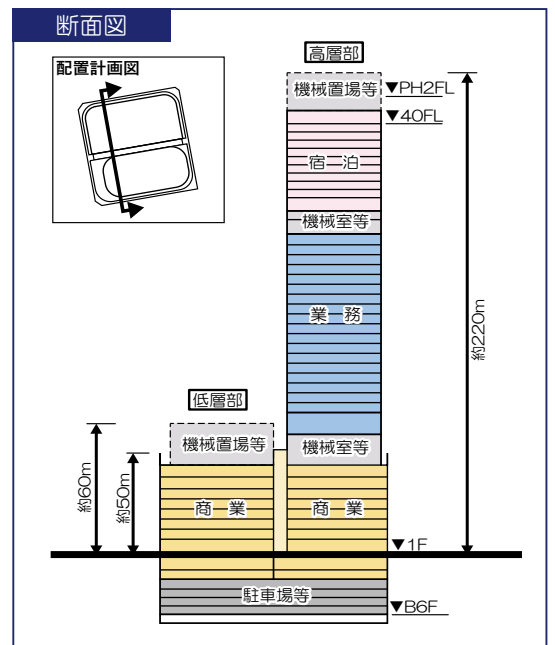 断面図
配置計画図
高層部
機械置場等
▼PH2FL
▼40FL
宿泊
機械室等
業務
約220m
低層部
機械置場等
機械室等
約60m
約50m
商業
商業
▼1F
駐車場等
▼B6F